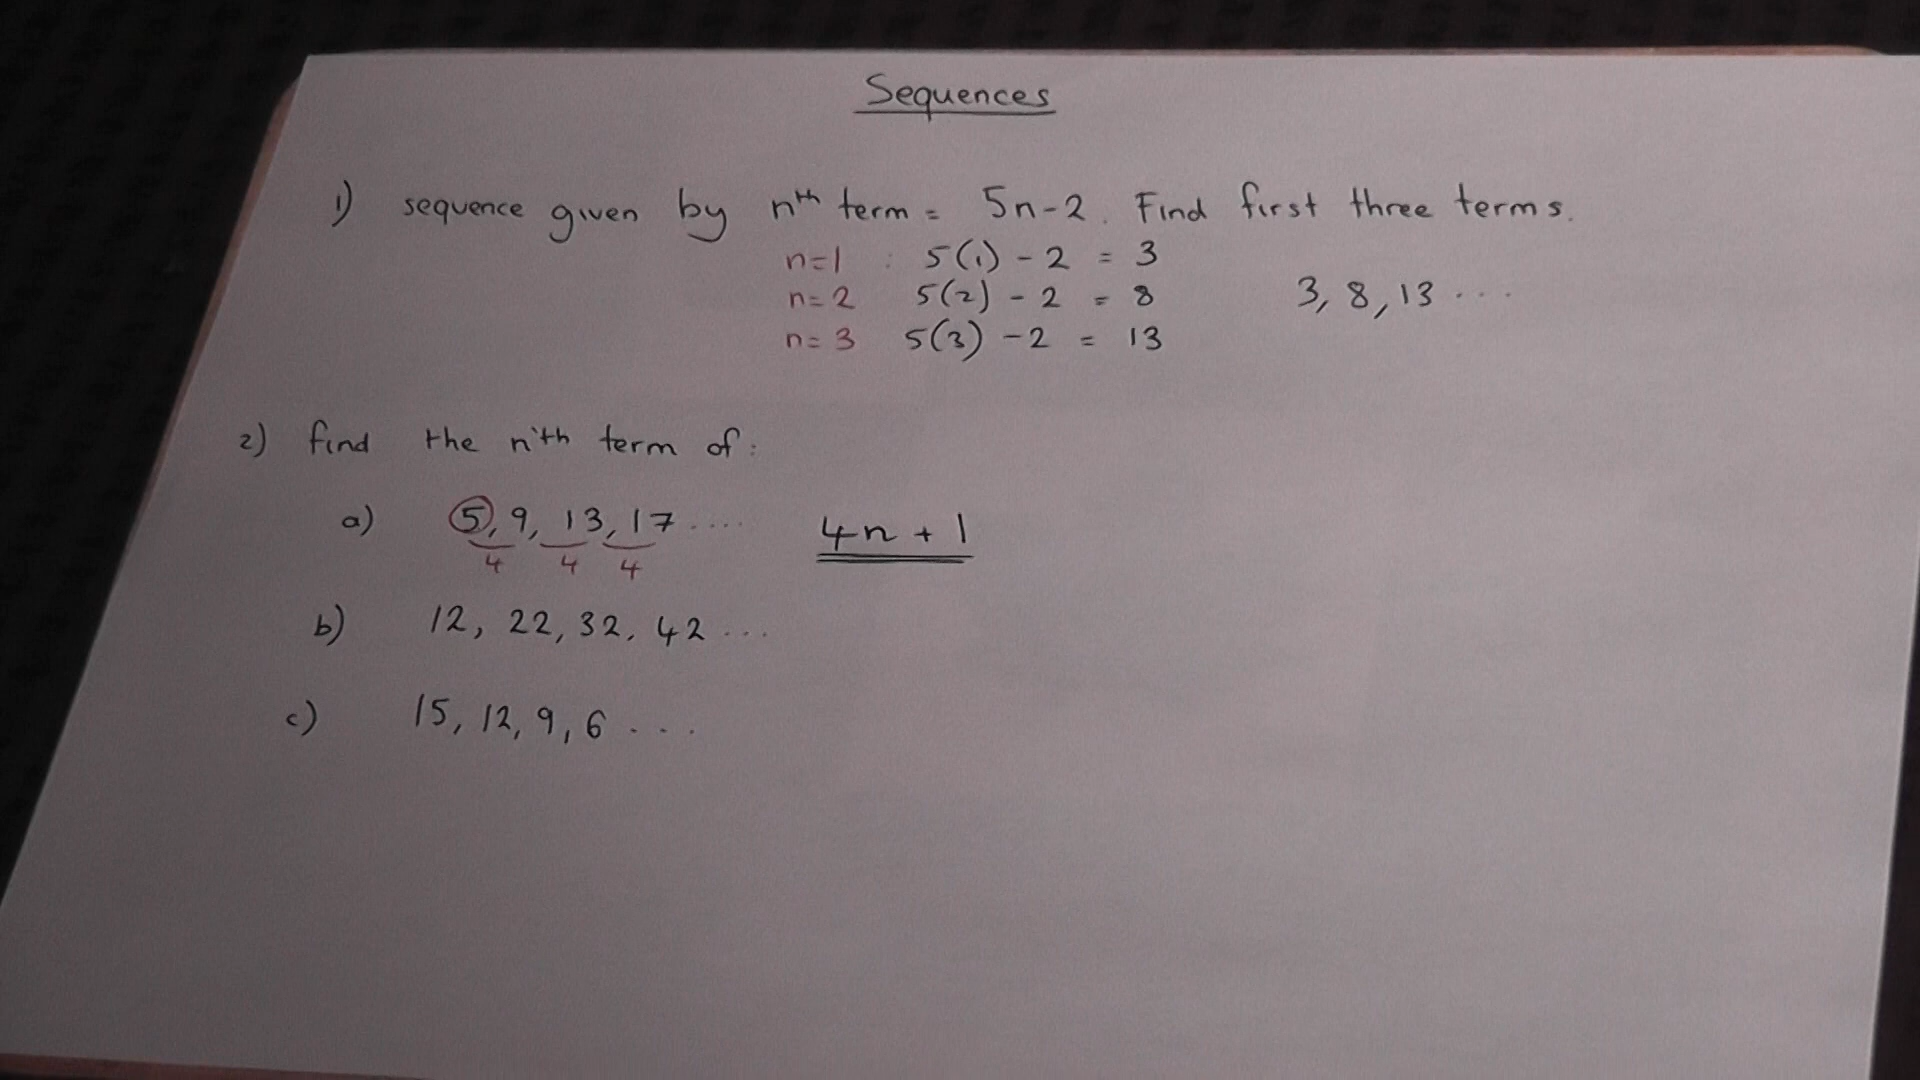 Sequences
1) sequence given by nth term = 5n-2. Find first three terms.
n=1 : 5(1) - 2 = 3
n=2 5(2) - 2 = 8 3, 8, 13 ...
n=3 5(3) - 2 = 13
2) find the n'th term of:
a) 5, 9, 13, 17 .... 4n + 1
4 4 4
b) 12, 22, 32, 42 ...
c) 15, 12, 9, 6 ...